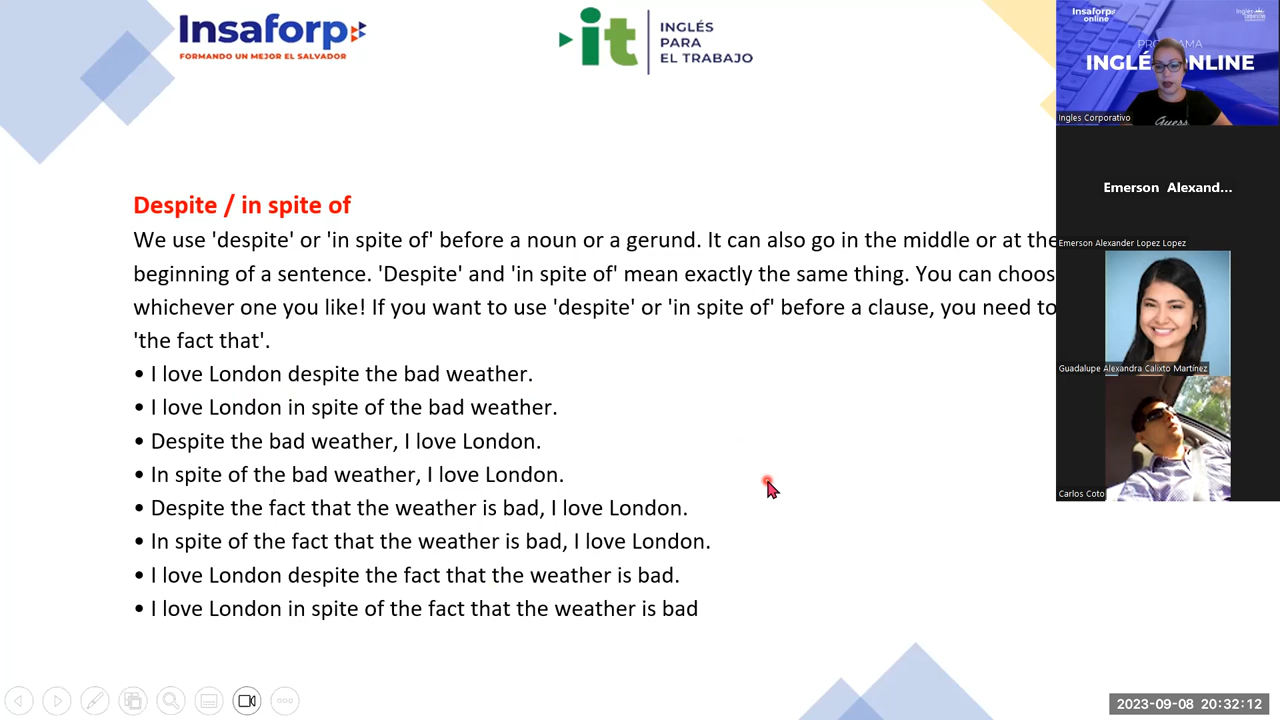 Insaforp
FORMANDO UN MEJOR EL SALVADOR
it
INGLÉS
PARA
EL TRABAJO
Despite / in spite of
We use 'despite' or 'in spite of' before a noun or a gerund. It can also go in the middle or at the
beginning of a sentence. 'Despite' and 'in spite of' mean exactly the same thing. You can choos
whichever one you like! If you want to use 'despite' or 'in spite of' before a clause, you need to
'the fact that'.
• I love London despite the bad weather.
• I love London in spite of the bad weather.
• Despite the bad weather, I love London.
• In spite of the bad weather, I love London.
• Despite the fact that the weather is bad, I love London.
• In spite of the fact that the weather is bad, I love London.
• I love London despite the fact that the weather is bad.
• I love London in spite of the fact that the weather is bad
Insaforp
online
INGLÉ NLINE
Guess
Ingles Corporativo
Emerson Alexand...
Emerson Alexander Lopez Lopez
Guadalupe Alexandra Calixto Martínez
Carlos Coto
2023-09-08 20:32:12